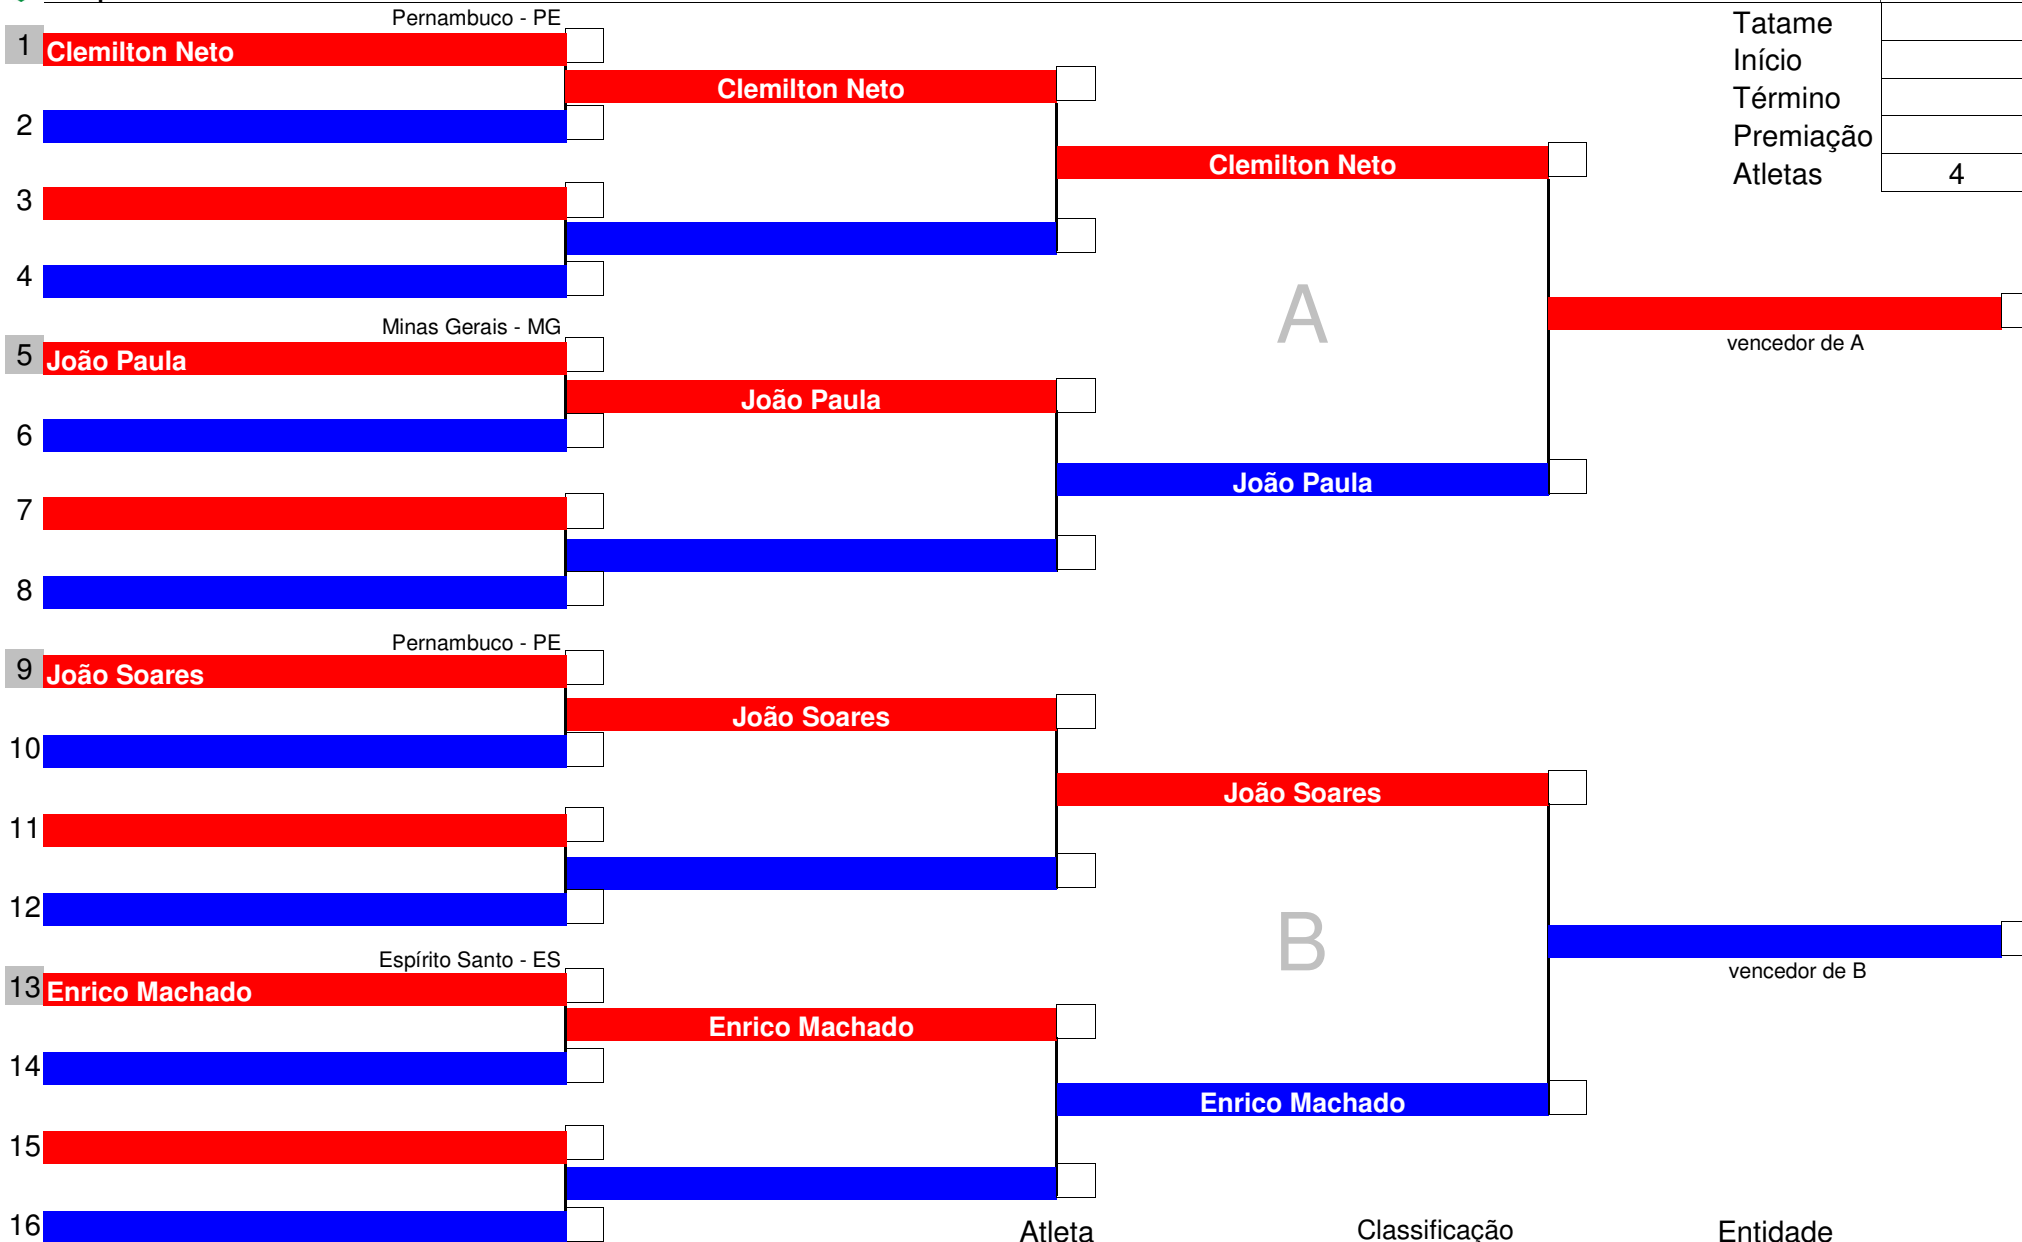 Pernambuco - PE
Tatame
1 Clemilton Neto
Início
Clemilton Neto
Término
2
Premiação
Clemilton Neto
Atletas 4
3
4
A
Minas Gerais - MG
vencedor de A
5 João Paula
João Paula
6
João Paula
7
8
Pernambuco - PE
9 João Soares
João Soares
10
João Soares
11
12
B
Espírito Santo - ES
vencedor de B
13 Enrico Machado
Enrico Machado
14
Enrico Machado
15
16
Atleta Classificação Entidade